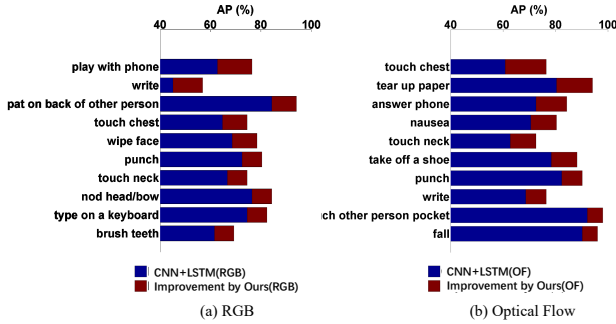 AP (%)
40 60 80 100
play with phone
write
pat on back of other person
touch chest
wipe face
punch
touch neck
nod head/bow
type on a keyboard
brush teeth
CNN+LSTM(RGB)
Improvement by Ours(RGB)
(a) RGB
AP (%)
40 60 80 100
touch chest
tear up paper
answer phone
nausea
touch neck
take off a shoe
punch
write
ch other person pocket
fall
CNN+LSTM(OF)
Improvement by Ours(OF)
(b) Optical Flow